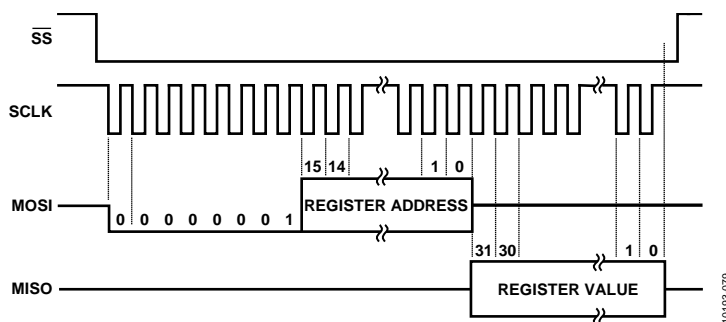 SS
SCLK
15 14 1 0
MOSI
0 0 0 0 0 0 0 1 REGISTER ADDRESS
31 30 1 0
MISO
REGISTER VALUE